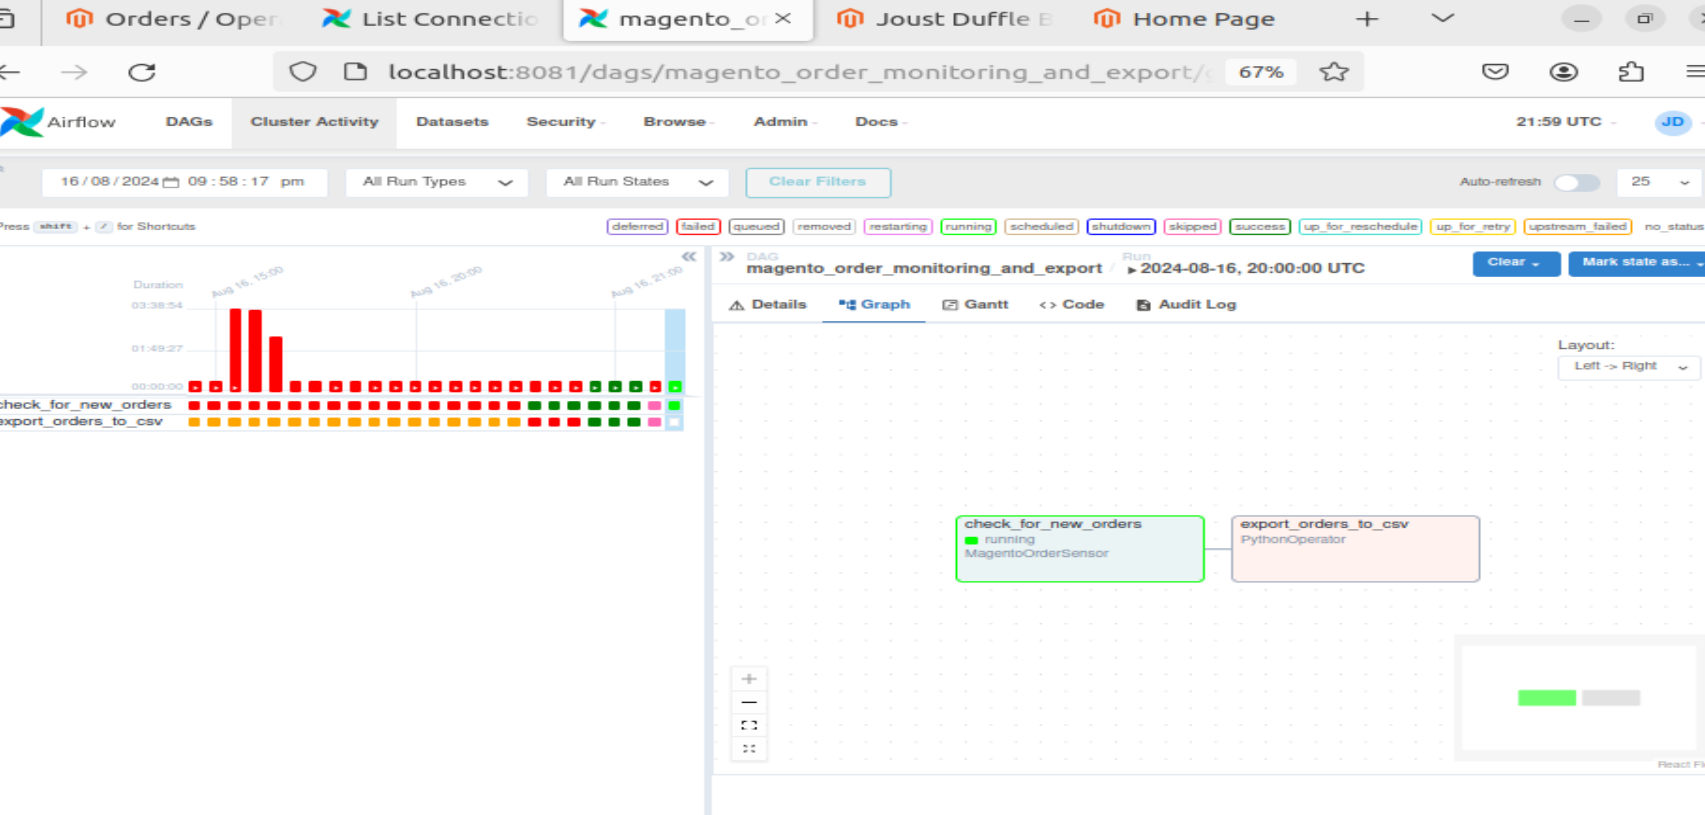 Orders / Oper
List Connectio
magento_or
Joust Duffle B
Home Page
localhost:8081/dags/magento_order_monitoring_and_export/g
67%
Airflow
DAGs
Cluster Activity
Datasets
Security
Browse
Admin
Docs
21:59 UTC
JD
16/08/2024 09:58:17 pm
All Run Types
All Run States
Clear Filters
Auto-refresh
25
Press shift + / for Shortcuts
deferred
failed
queued
removed
restarting
running
scheduled
shutdown
skipped
success
up_for_reschedule
up_for_retry
upstream_failed
no_status
Duration
Aug 16, 15:00
Aug 16, 20:00
Aug 16, 21:00
03:38:54
01:49:27
00:00:00
check_for_new_orders
export_orders_to_csv
DAG
magento_order_monitoring_and_export /
Run
2024-08-16, 20:00:00 UTC
Clear
Mark state as...
Details
Graph
Gantt
<> Code
Audit Log
Layout:
Left -> Right
check_for_new_orders
running
MagentoOrderSensor
export_orders_to_csv
PythonOperator
React Fl